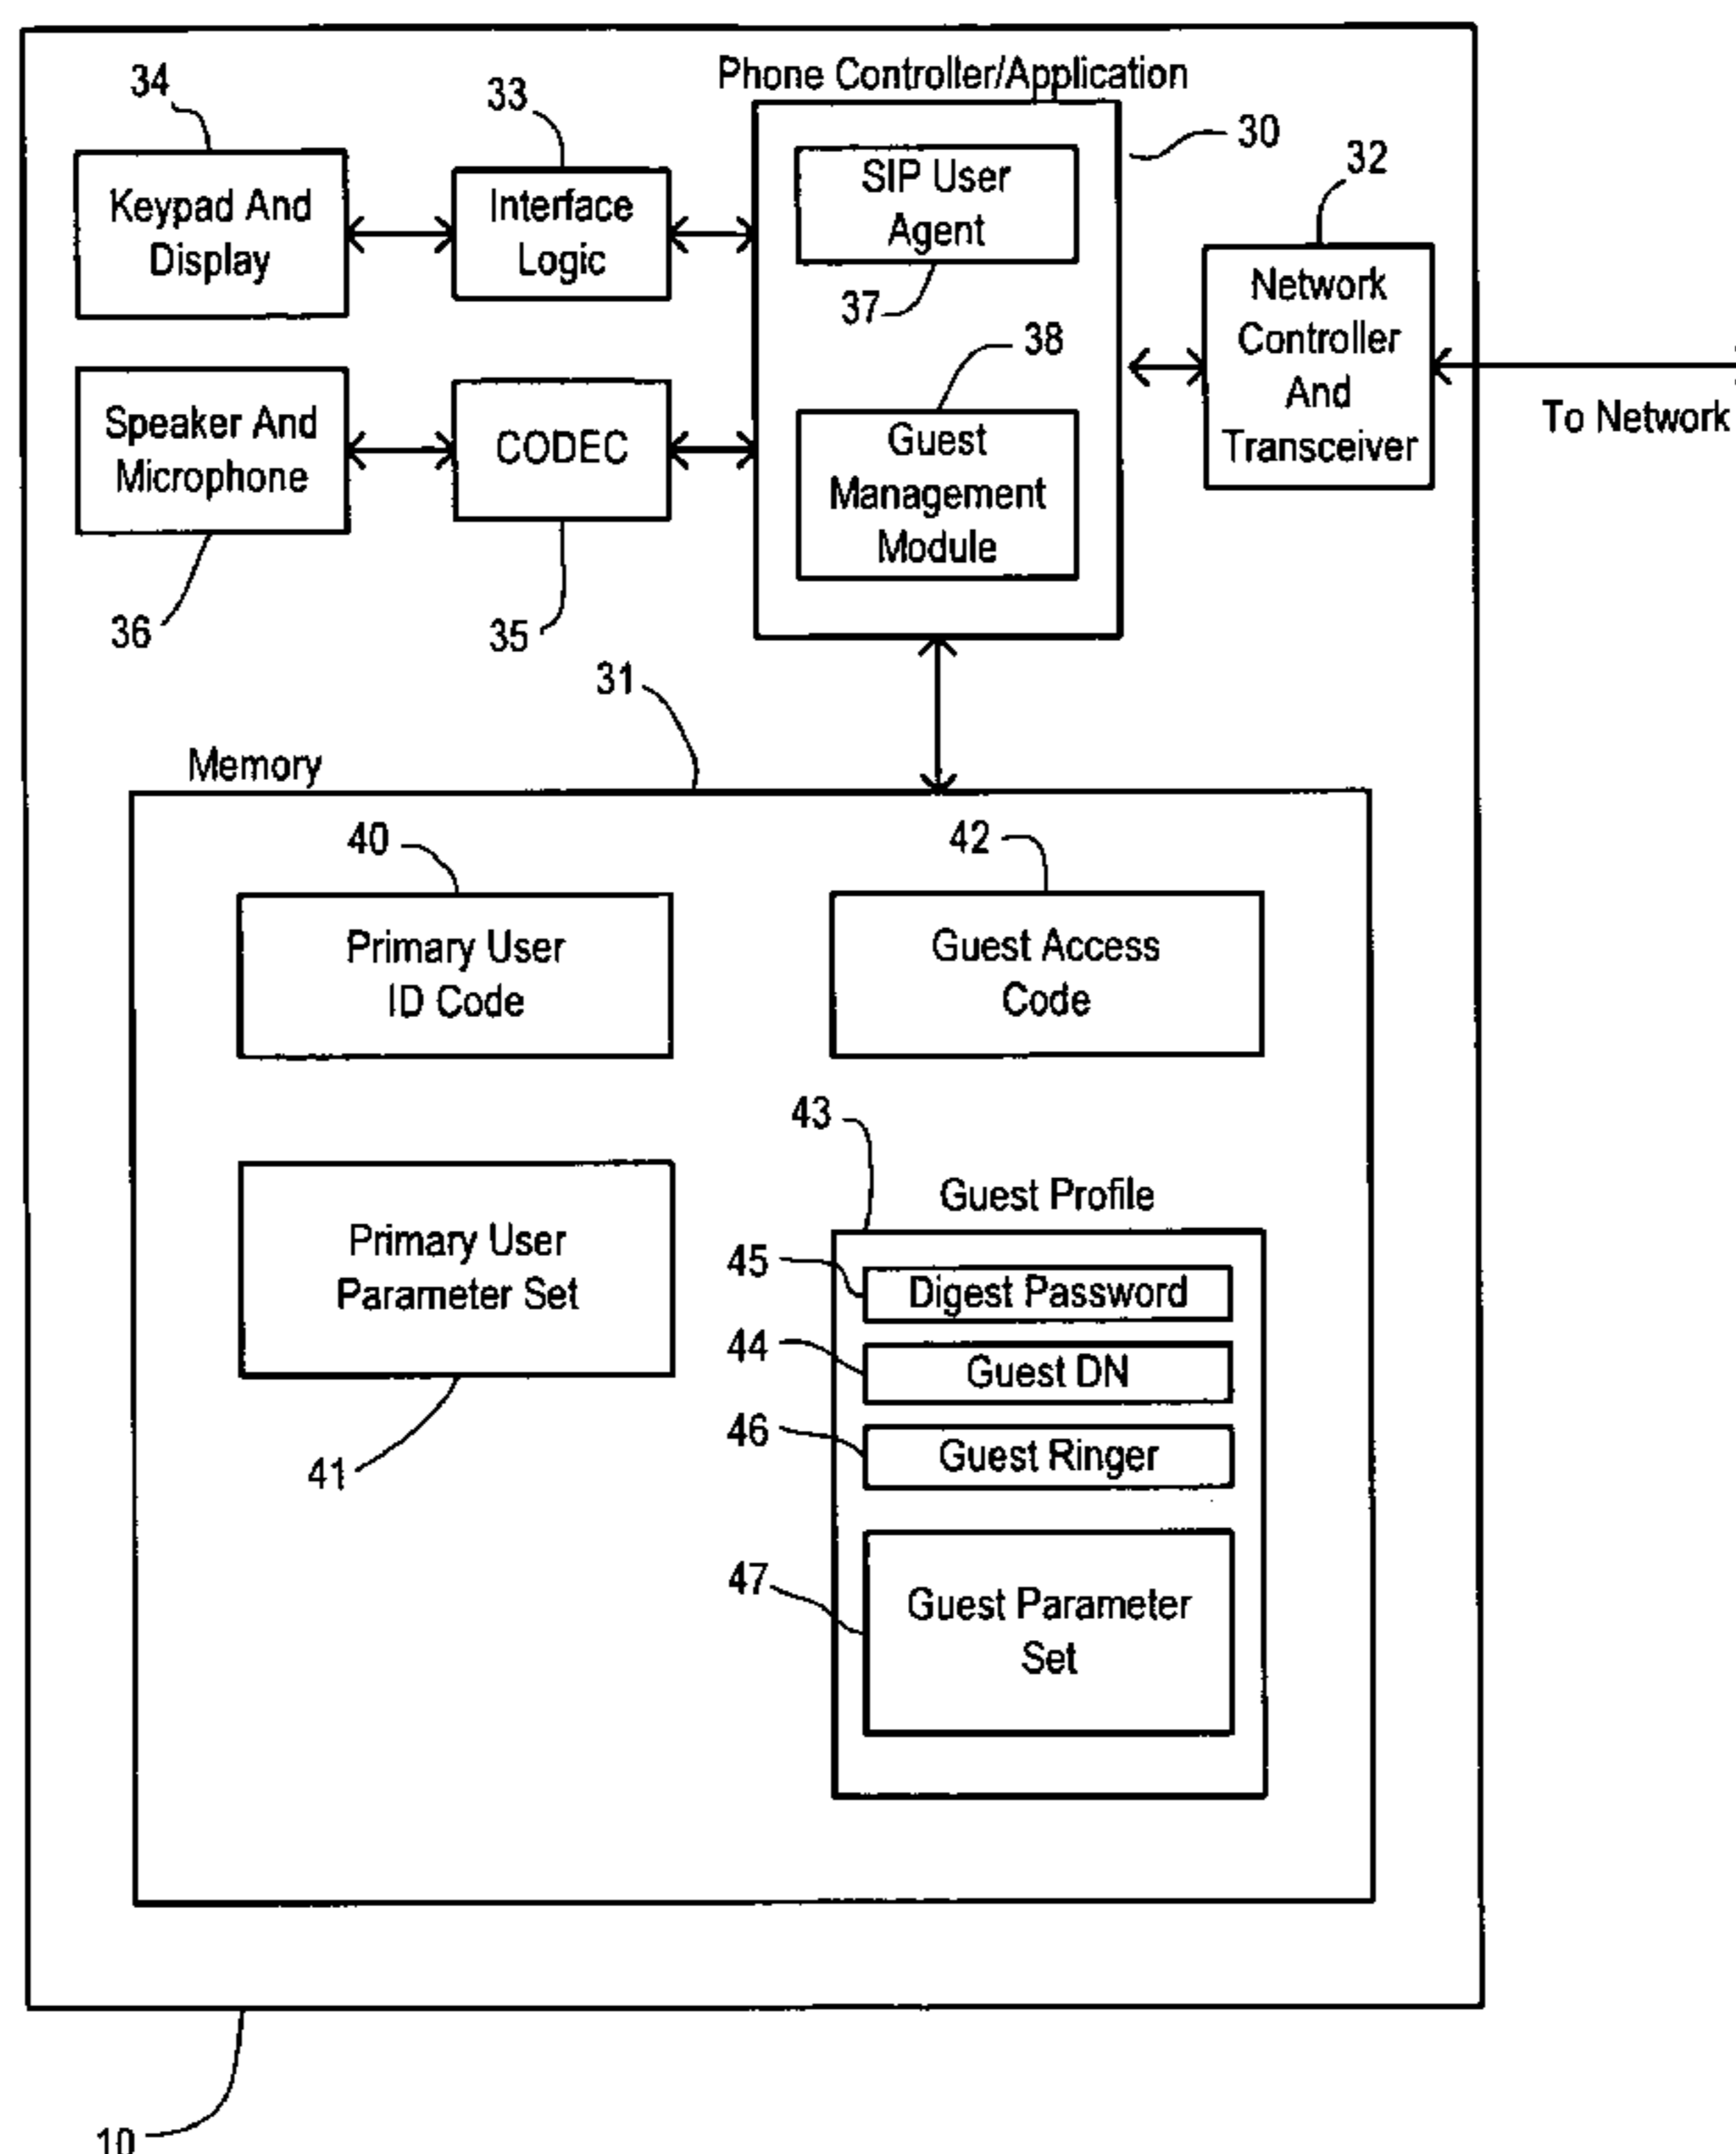 Phone Controller/Application
34
33
30
32
Keypad And
Display
Interface
Logic
SIP User
Agent
37
Network
Controller
And
Transceiver
To Network
38
Speaker And
Microphone
CODEC
Guest
Management
Module
36
35
31
Memory
40
42
Primary User
ID Code
Guest Access
Code
43
Guest Profile
Primary User
Parameter Set
41
45
Digest Password
44
Guest DN
46
Guest Ringer
47
Guest Parameter
Set
10